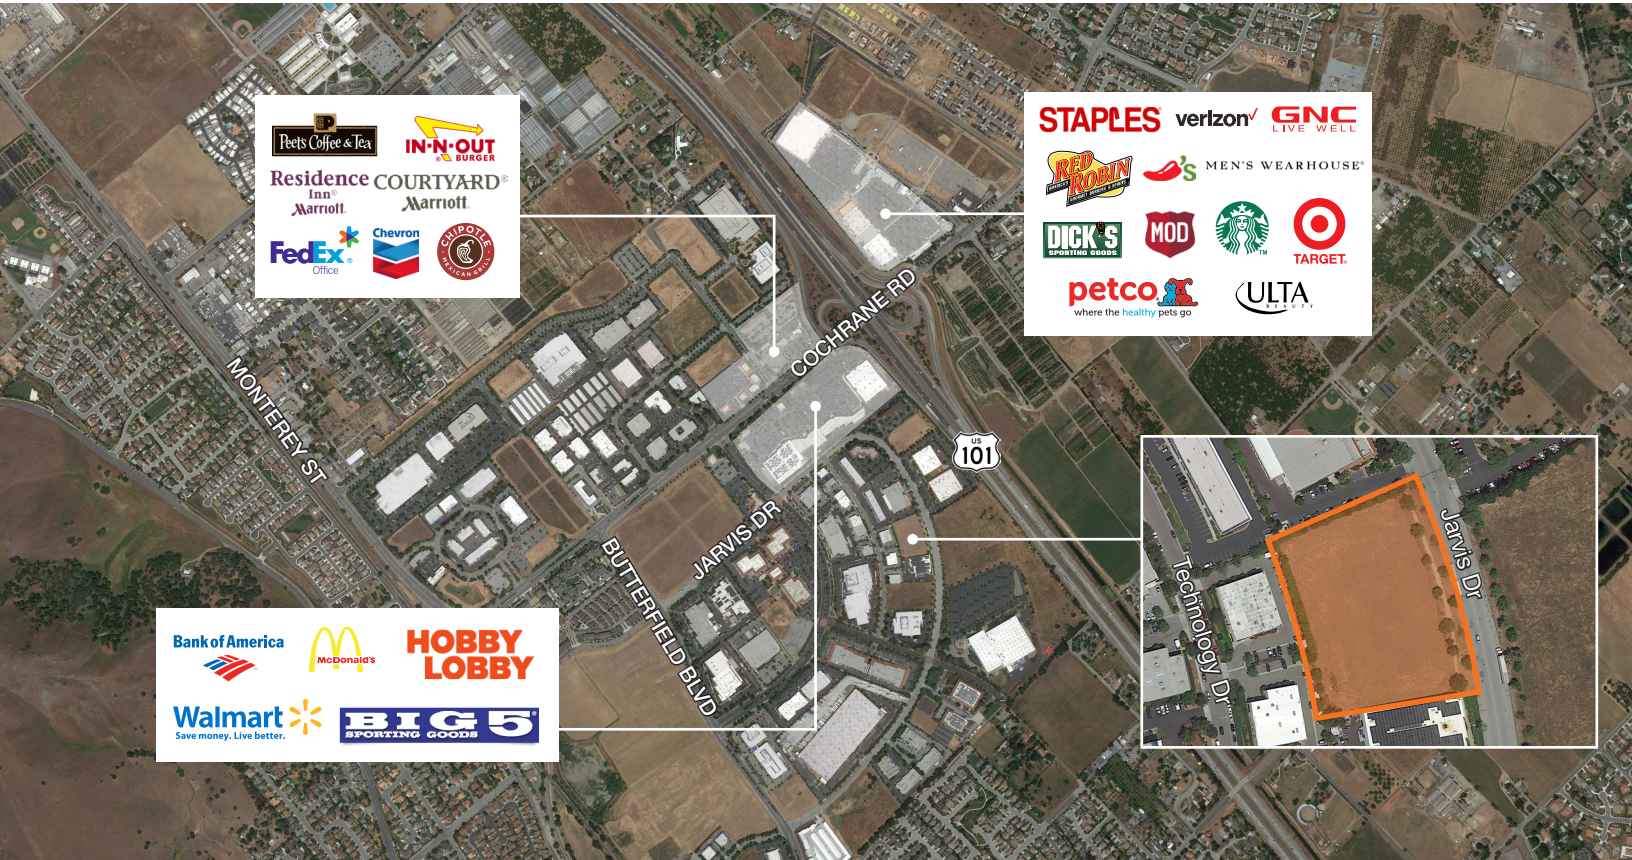 Peet's Coffee & Tea
IN-N-OUT
BURGER
Residence
Inn®
Marriott
COURTYARD®
Marriott
FedEx®
Office
Chevron
CHIPOTLE
MEXICAN GRILL
STAPLES
verizon
GNC
LIVE WELL
RED
ROBIN
's
MEN'S WEARHOUSE®
DICK'S
SPORTING GOODS
MOD
TM
TARGET
petco
where the healthy pets go
ULTA
BEAUTY
COCHRANE RD
MONTEREY ST
US
101
JARVIS DR
BUTTERFIELD BLVD
Jarvis Dr
Technology Dr
Bank of America
McDonald's
HOBBY
LOBBY
Walmart
Save money. Live better.
BIG 5®
SPORTING GOODS